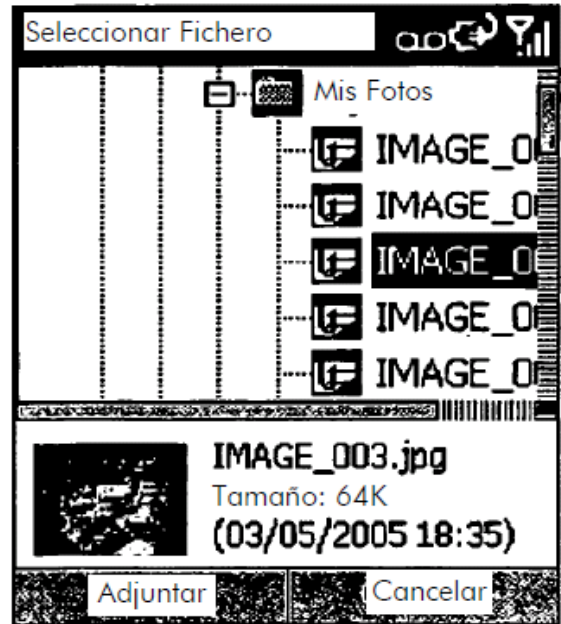 Seleccionar Fichero
Mis Fotos
IMAGE_0
IMAGE_0
IMAGE_0
IMAGE_0
IMAGE_0
IMAGE_003.jpg
Tamaño: 64K
(03/05/2005 18:35)
Adjuntar
Cancelar